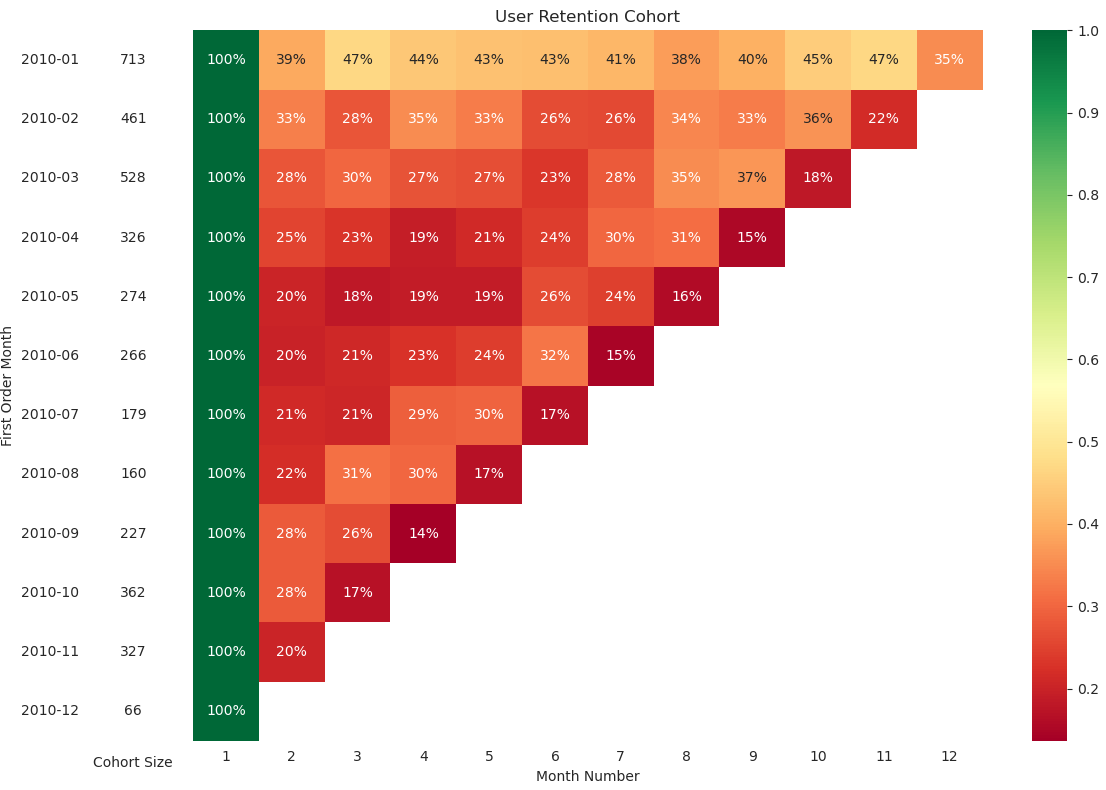 User Retention Cohort
2010-01 713 100% 39% 47% 44% 43% 43% 41% 38% 40% 45% 47% 35%
2010-02 461 100% 33% 28% 35% 33% 26% 26% 34% 33% 36% 22%
2010-03 528 100% 28% 30% 27% 27% 23% 28% 35% 37% 18%
2010-04 326 100% 25% 23% 19% 21% 24% 30% 31% 15%
2010-05 274 100% 20% 18% 19% 19% 26% 24% 16%
2010-06 266 100% 20% 21% 23% 24% 32% 15%
2010-07 179 100% 21% 21% 29% 30% 17%
2010-08 160 100% 22% 31% 30% 17%
2010-09 227 100% 28% 26% 14%
2010-10 362 100% 28% 17%
2010-11 327 100% 20%
2010-12 66 100%
First Order Month
Cohort Size
1 2 3 4 5 6 7 8 9 10 11 12
Month Number
1.0
0.9
0.8
0.7
0.6
0.5
0.4
0.3
0.2